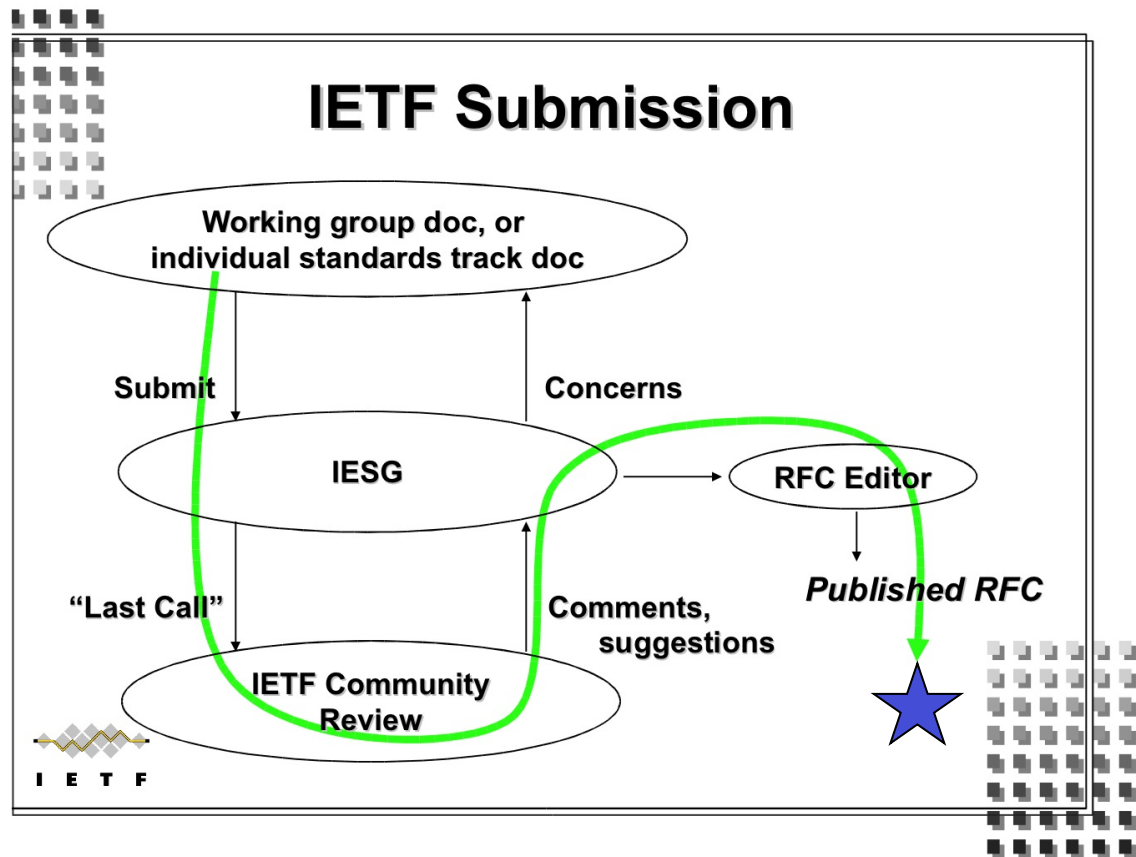 IETF Submission
Working group doc, or
individual standards track doc
Submit
Concerns
IESG
RFC Editor
Published RFC
“Last Call”
Comments,
suggestions
IETF Community
Review
I E T F